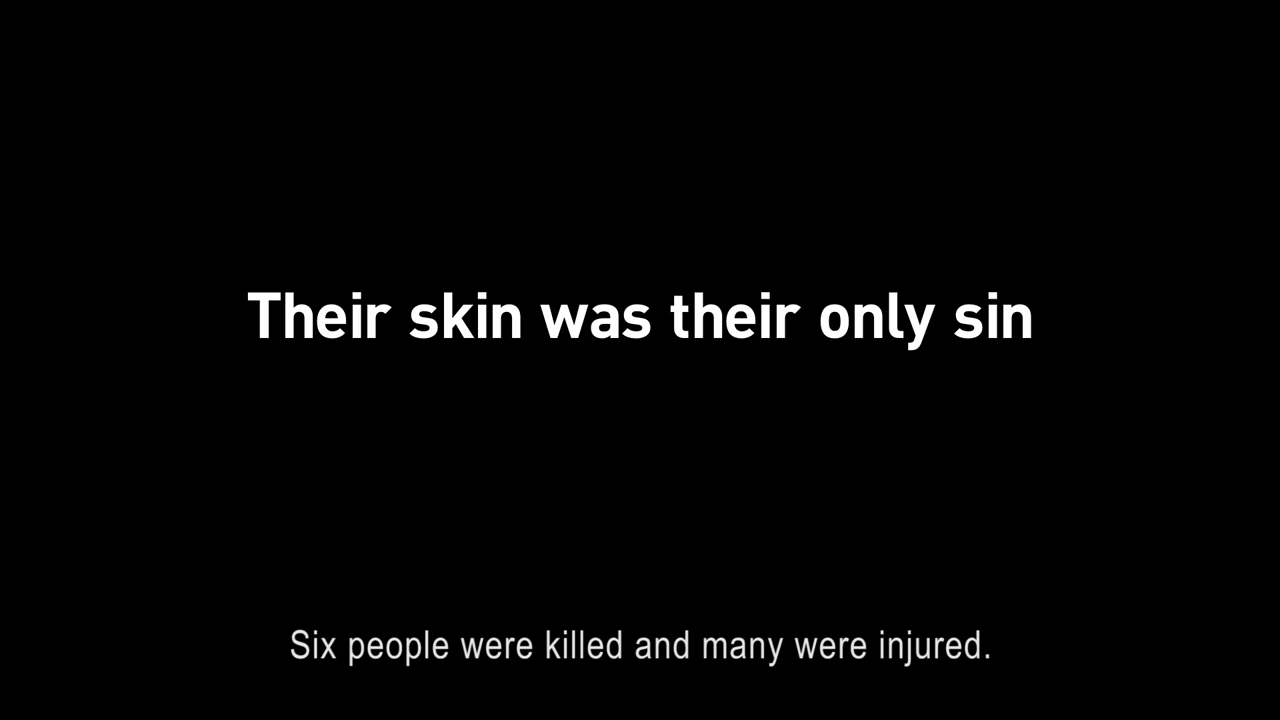 Their skin was their only sin
Six people were killed and many were injured.